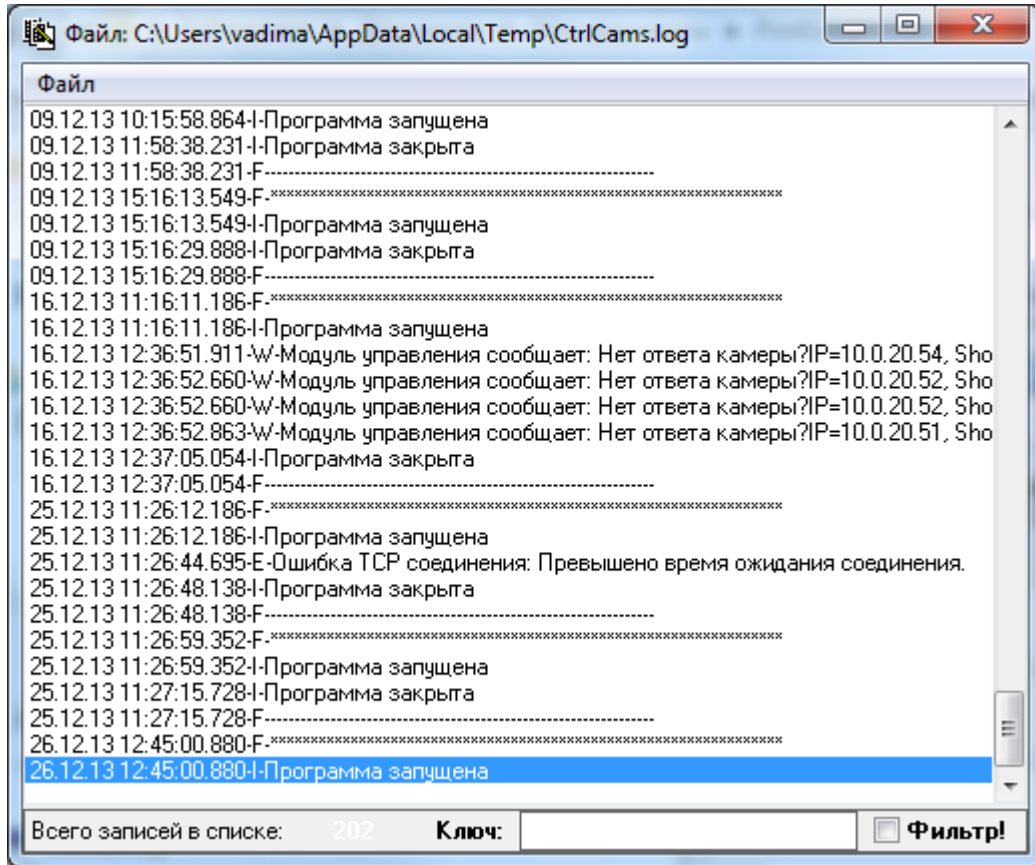 Файл: C:\Users\vadima\AppData\Local\Temp\CtrlCams.log
Файл
09.12.13 10:15:58.864-I-Программа запущена
09.12.13 11:58:38.231-I-Программа закрыта
09.12.13 11:58:38.231-F-----------------------------------------------------------------
09.12.13 15:16:13.549-F-****************************************************************
09.12.13 15:16:13.549-I-Программа запущена
09.12.13 15:16:29.888-I-Программа закрыта
09.12.13 15:16:29.888-F-----------------------------------------------------------------
16.12.13 11:16:11.186-F-****************************************************************
16.12.13 11:16:11.186-I-Программа запущена
16.12.13 12:36:51.911-W-Модуль управления сообщает: Нет ответа камеры?IP=10.0.20.54, Sho
16.12.13 12:36:52.660-W-Модуль управления сообщает: Нет ответа камеры?IP=10.0.20.52, Sho
16.12.13 12:36:52.660-W-Модуль управления сообщает: Нет ответа камеры?IP=10.0.20.52, Sho
16.12.13 12:36:52.863-W-Модуль управления сообщает: Нет ответа камеры?IP=10.0.20.51, Sho
16.12.13 12:37:05.054-I-Программа закрыта
16.12.13 12:37:05.054-F-----------------------------------------------------------------
25.12.13 11:26:12.186-F-****************************************************************
25.12.13 11:26:12.186-I-Программа запущена
25.12.13 11:26:44.695-E-Ошибка TCP соединения: Превышено время ожидания соединения.
25.12.13 11:26:48.138-I-Программа закрыта
25.12.13 11:26:48.138-F-----------------------------------------------------------------
25.12.13 11:26:59.352-F-****************************************************************
25.12.13 11:26:59.352-I-Программа запущена
25.12.13 11:27:15.728-I-Программа закрыта
25.12.13 11:27:15.728-F-----------------------------------------------------------------
26.12.13 12:45:00.880-F-****************************************************************
26.12.13 12:45:00.880-I-Программа запущена
Всего записей в списке: 202 Ключ: Фильтр!